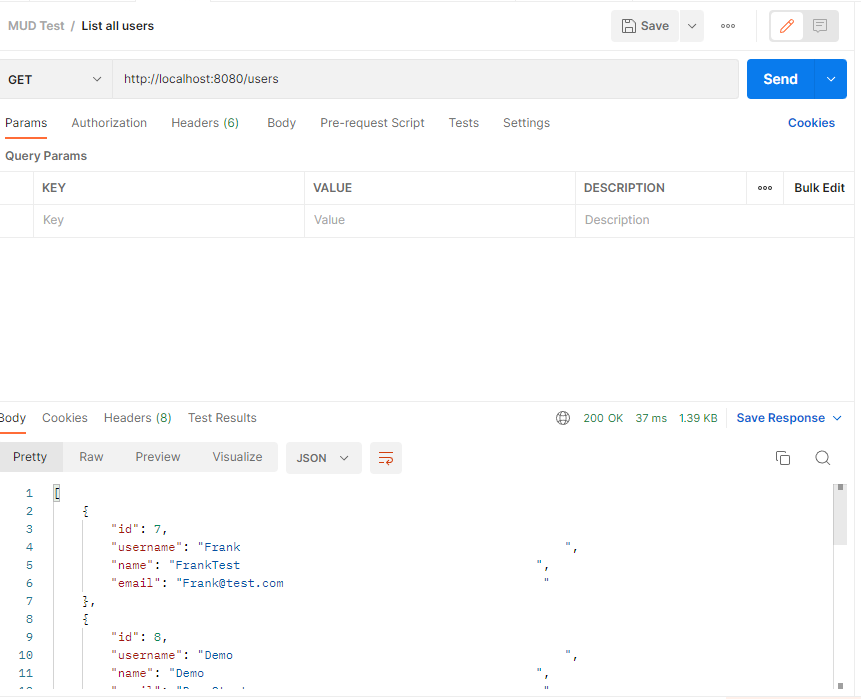 MUD Test / List all users Save
GET http://localhost:8080/users Send
Params Authorization Headers (6) Body Pre-request Script Tests Settings Cookies
Query Params
KEY VALUE DESCRIPTION Bulk Edit
Key Value Description
Body Cookies Headers (8) Test Results 200 OK 37 ms 1.39 KB Save Response
Pretty Raw Preview Visualize JSON
1 [
2 {
3 "id": 7,
4 "username": "Frank ",
5 "name": "FrankTest ",
6 "email": "Frank@test.com "
7 },
8 {
9 "id": 8,
10 "username": "Demo ",
11 "name": "Demo ",